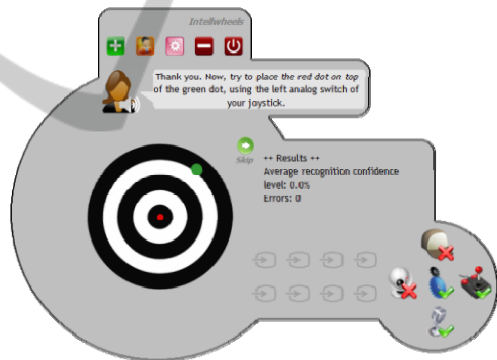 Intellwheels
Thank you. Now, try to place the red dot on top
of the green dot, using the left analog switch of
your joystick.
Skip
++ Results ++
Average recognition confidence
level: 0.0%
Errors: 0